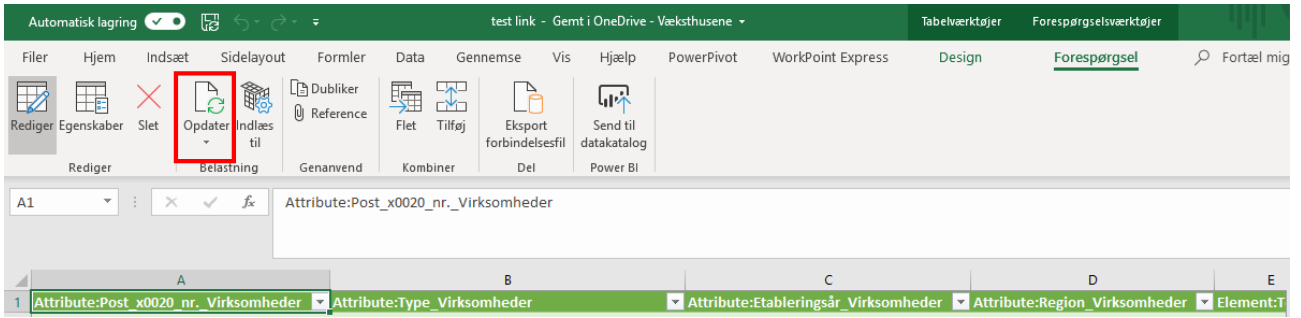 Automatisk lagring
test link - Gemt i OneDrive - Væksthusene
Tabelværktøjer
Forespørgselsværktøjer
Filer Hjem Indsæt Sidelayout Formler Data Gennemse Vis Hjælp PowerPivot WorkPoint Express Design Forespørgsel Fortæl mig
Rediger
Egenskaber
Slet
Opdater
Indlæs
til
Dubliker
Reference
Flet
Tilføj
Eksport
forbindelsesfil
Send til
datakatalog
Rediger
Belastning
Genanvend
Kombiner
Del
Power BI
A1
fx
Attribute:Post_x0020_nr._Virksomheder
A B C D E
1 Attribute:Post_x0020_nr._Virksomheder Attribute:Type_Virksomheder Attribute:Etableringsår_Virksomheder Attribute:Region_Virksomheder Element:T